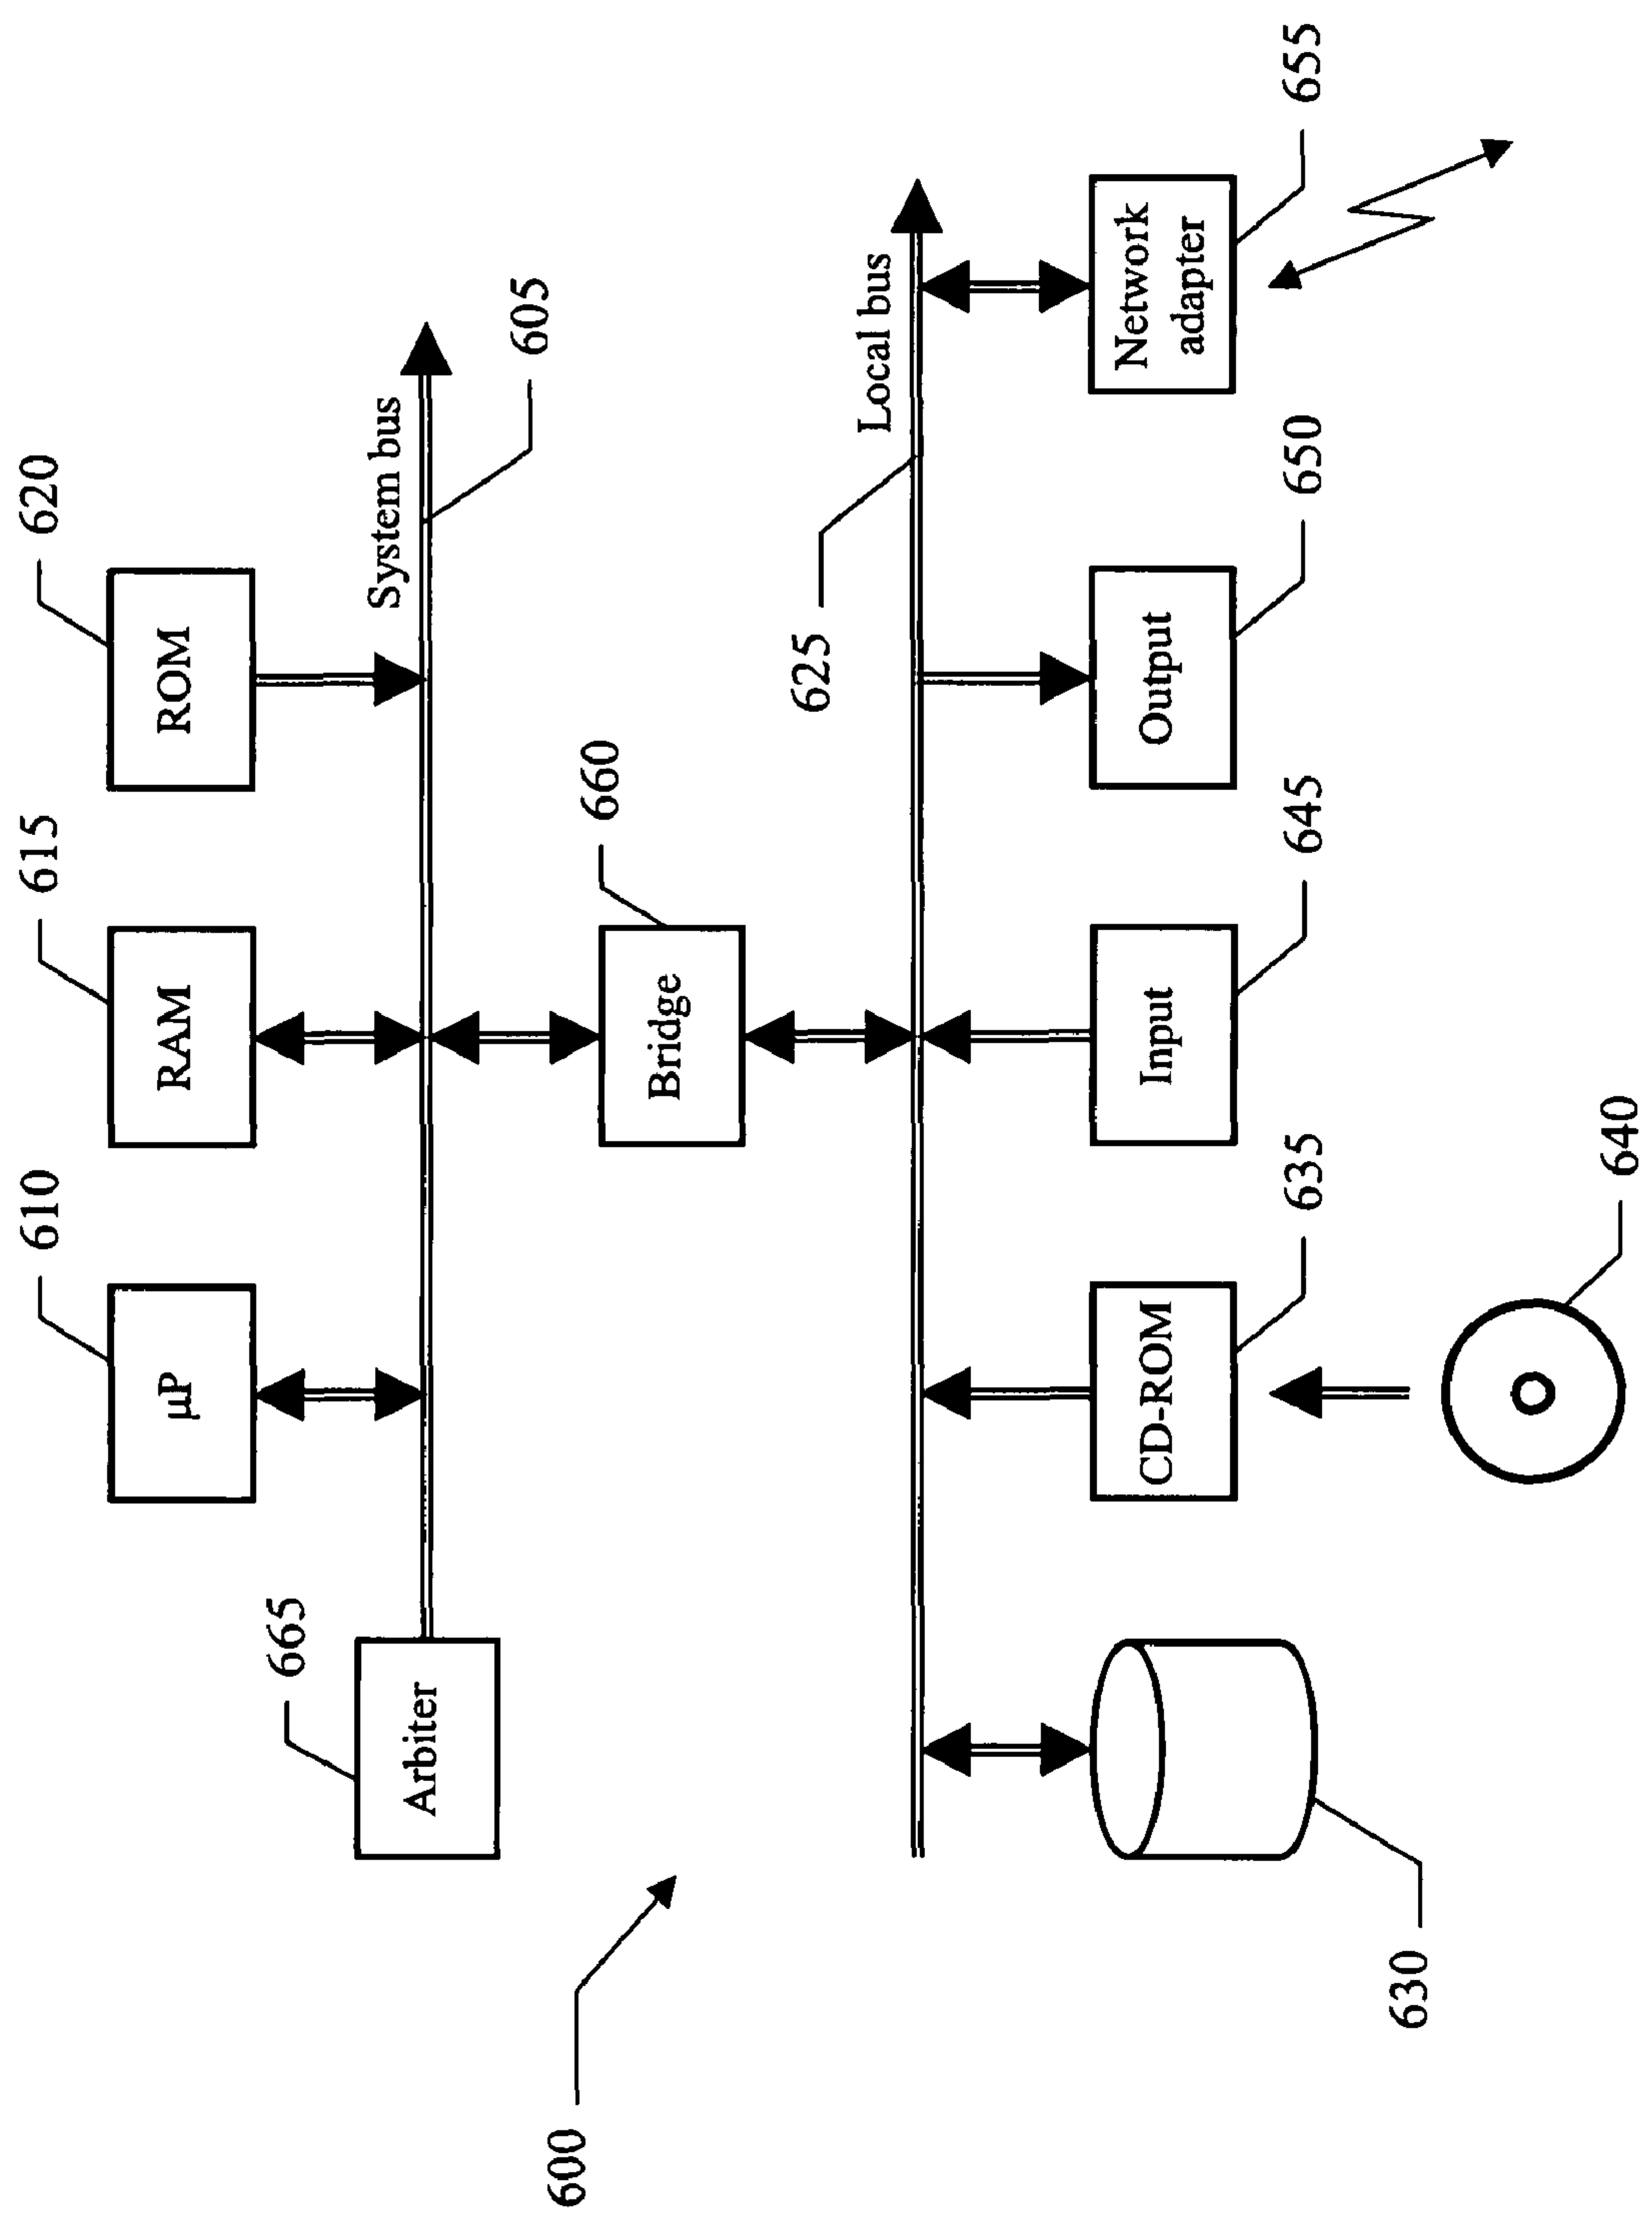 610
615
620
µP
RAM
ROM
665
System bus
Arbiter
605
600
660
Bridge
625
Local bus
CD-ROM
Input
Output
Network
adapter
635
645
650
655
630
640